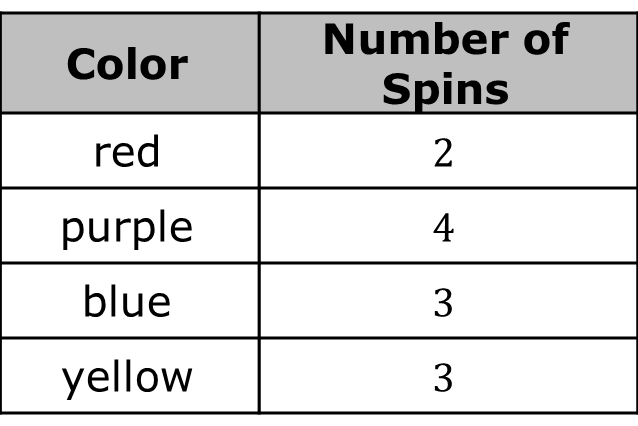 Color Number of
Spins
red 2
purple 4
blue 3
yellow 3